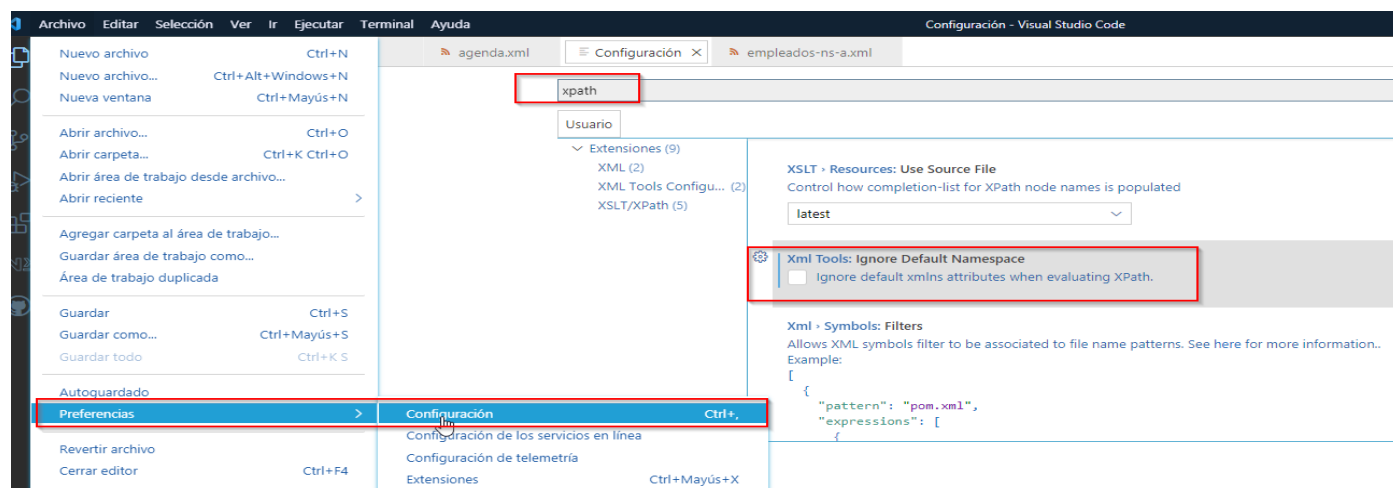 Archivo Editar Selección Ver Ir Ejecutar Terminal Ayuda
Configuración - Visual Studio Code
Nuevo archivo Ctrl+N
Nuevo archivo... Ctrl+Alt+Windows+N
Nueva ventana Ctrl+Mayús+N
Abrir archivo... Ctrl+O
Abrir carpeta... Ctrl+K Ctrl+O
Abrir área de trabajo desde archivo...
Abrir reciente >
Agregar carpeta al área de trabajo...
Guardar área de trabajo como...
Área de trabajo duplicada
Guardar Ctrl+S
Guardar como... Ctrl+Mayús+S
Guardar todo Ctrl+K S
Autoguardado
Preferencias >
Revertir archivo
Cerrar editor Ctrl+F4
Configuración Ctrl+,
Configuración de los servicios en línea
Configuración de telemetría
Extensiones Ctrl+Mayús+X
agenda.xml
Configuración ×
empleados-ns-a.xml
xpath
Usuario
Extensiones (9)
XML (2)
XML Tools Configu... (2)
XSLT/XPath (5)
XSLT › Resources: Use Source File
Control how completion-list for XPath node names is populated
latest
Xml Tools: Ignore Default Namespace
Ignore default xmlns attributes when evaluating XPath.
Xml › Symbols: Filters
Allows XML symbols filter to be associated to file name patterns. See here for more information..
Example:
[
{
"pattern": "pom.xml",
"expressions": [
{